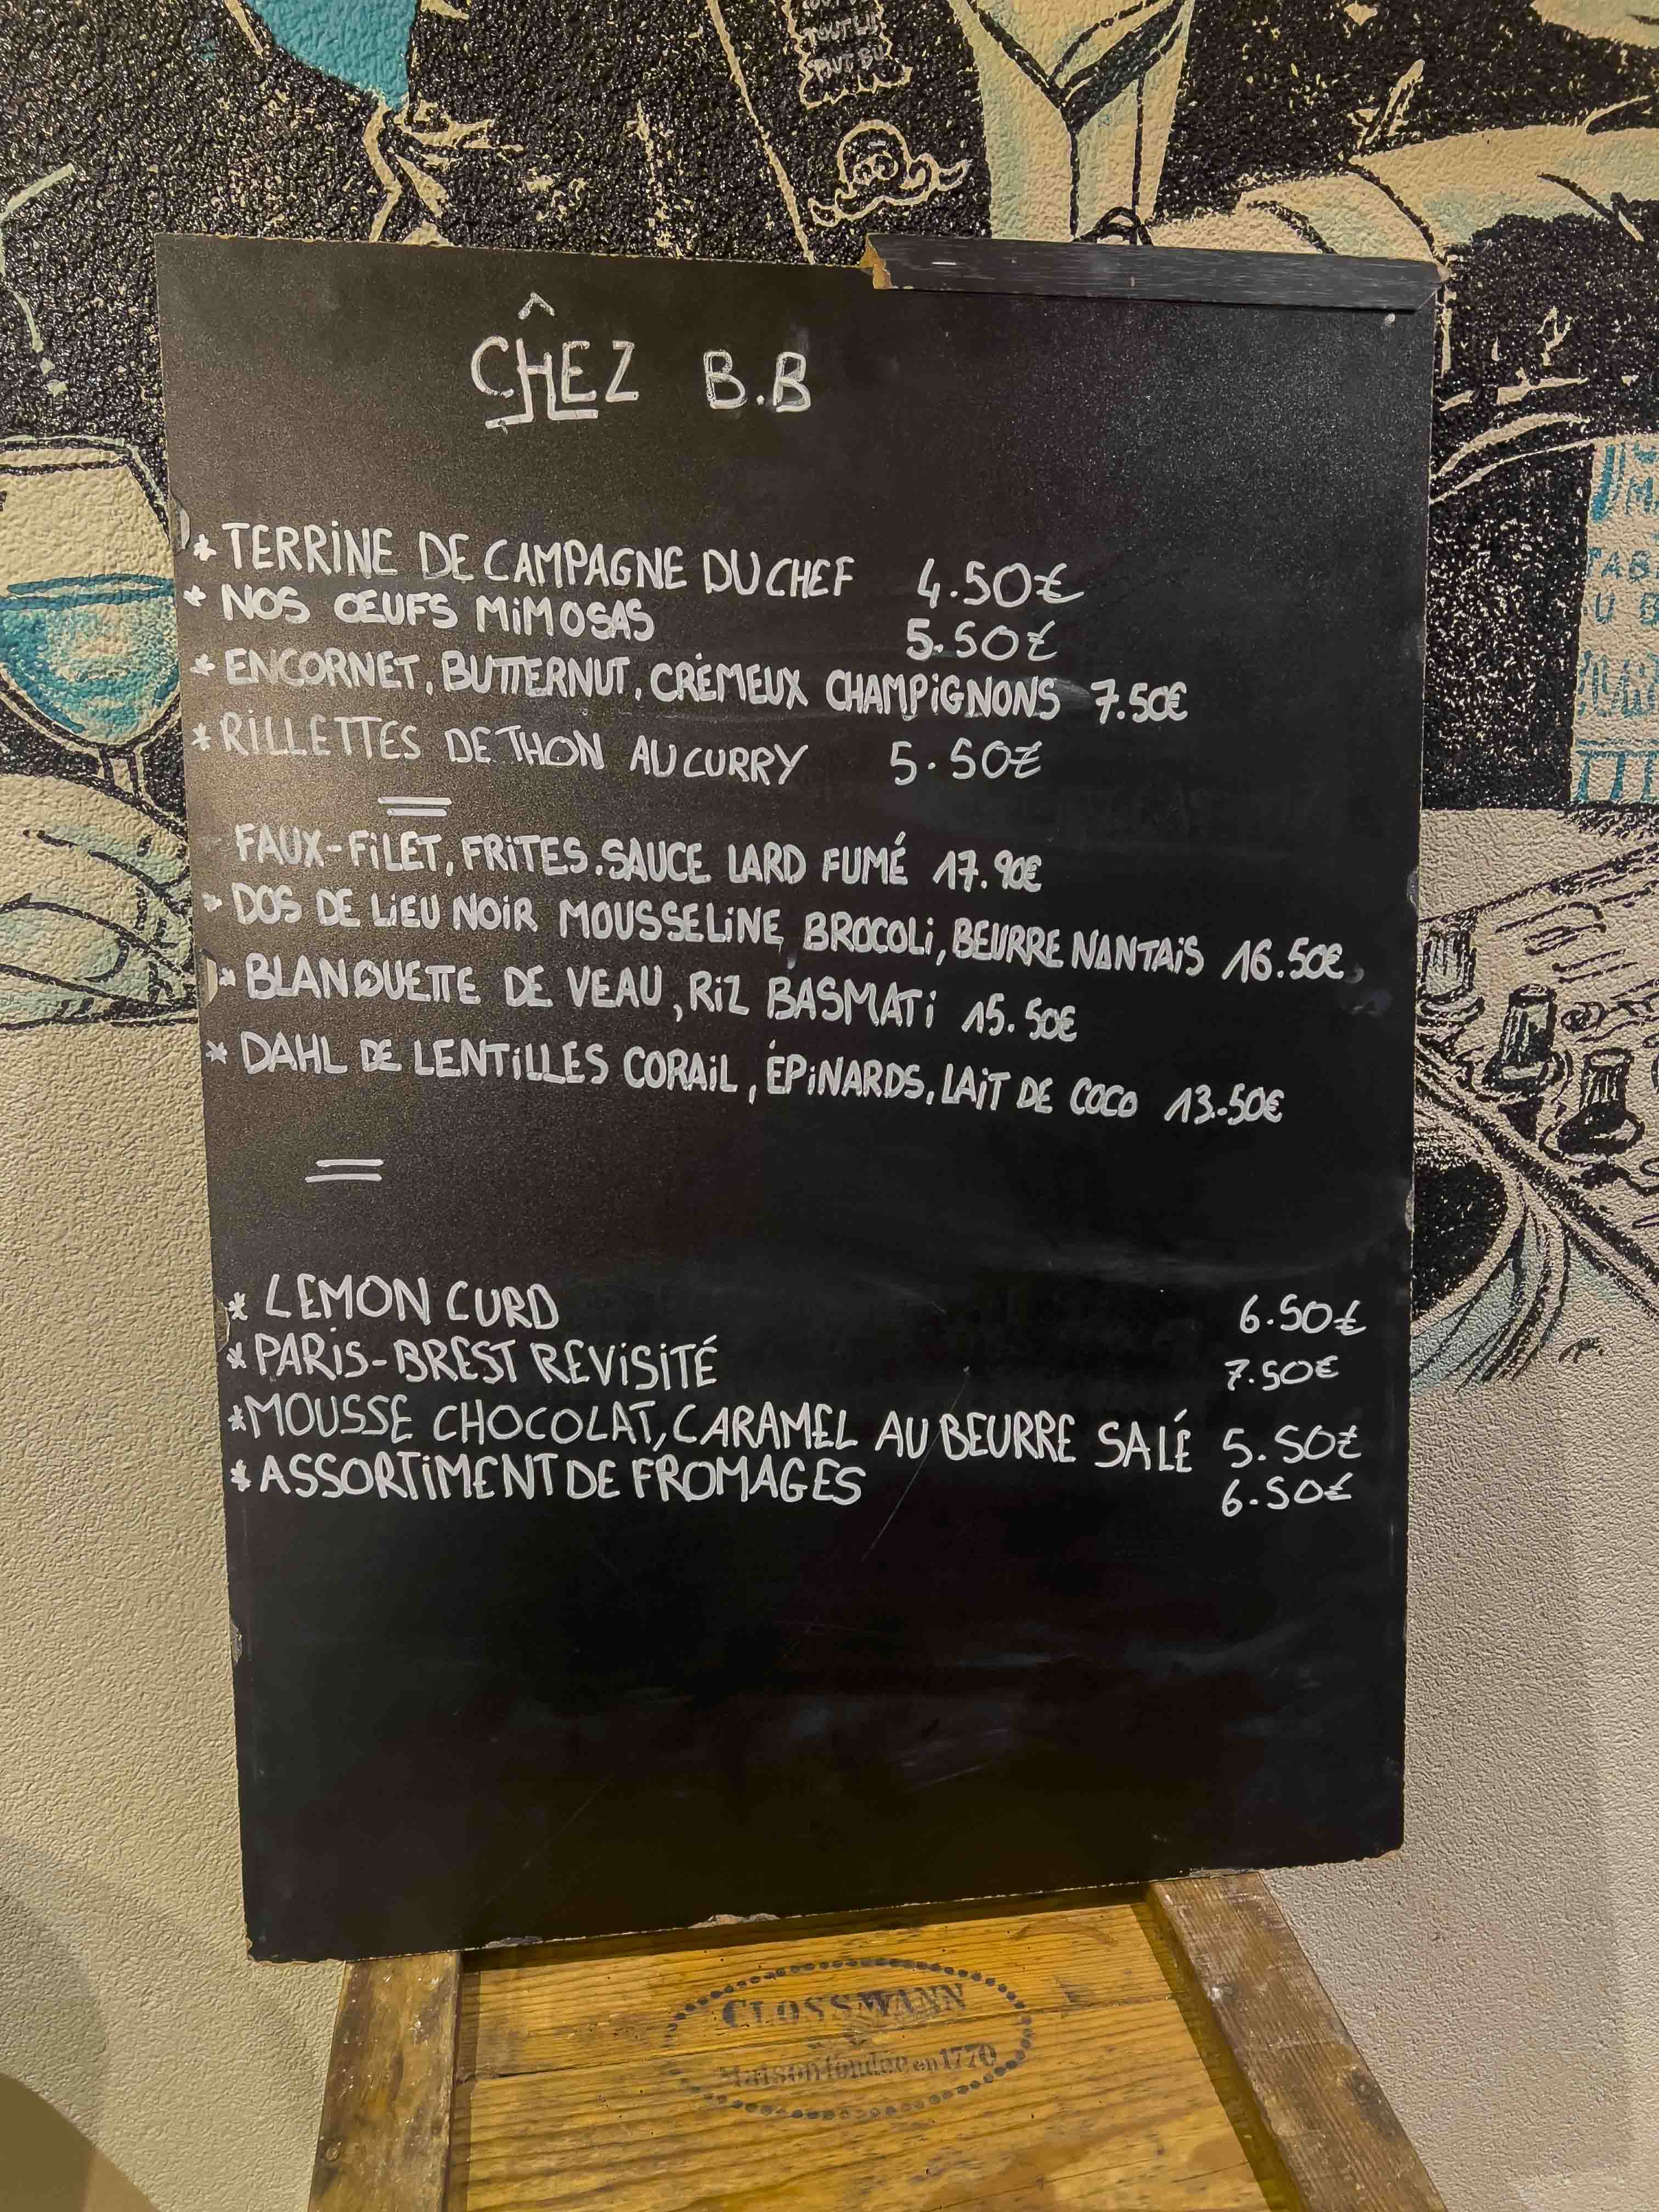 TOUT BU
CHEZ B.B
* TERRINE DE CAMPAGNE DU CHEF 4.50€
* NOS ŒUFS MIMOSAS 5.50€
* ENCORNET, BUTTERNUT, CRÉMEUX CHAMPIGNONS 7.50€
* RILLETTES DE THON AU CURRY 5.50€
FAUX-FILET, FRITES. SAUCE LARD FUMÉ 17.90€
* DOS DE LIEU NOIR MOUSSELINE, BROCOLI, BEURRE NANTAIS 16.50€
* BLANQUETTE DE VEAU, RIZ BASMATI 15.50€
* DAHL DE LENTILLES CORAIL, ÉPINARDS, LAIT DE COCO 13.50€
* LEMON CURD 6.50€
* PARIS-BREST REVISITÉ 7.50€
* MOUSSE CHOCOLAT, CARAMEL AU BEURRE SALÉ 5.50€
* ASSORTIMENT DE FROMAGES 6.50€
CLOSSMANN
Maison fondée en 1770